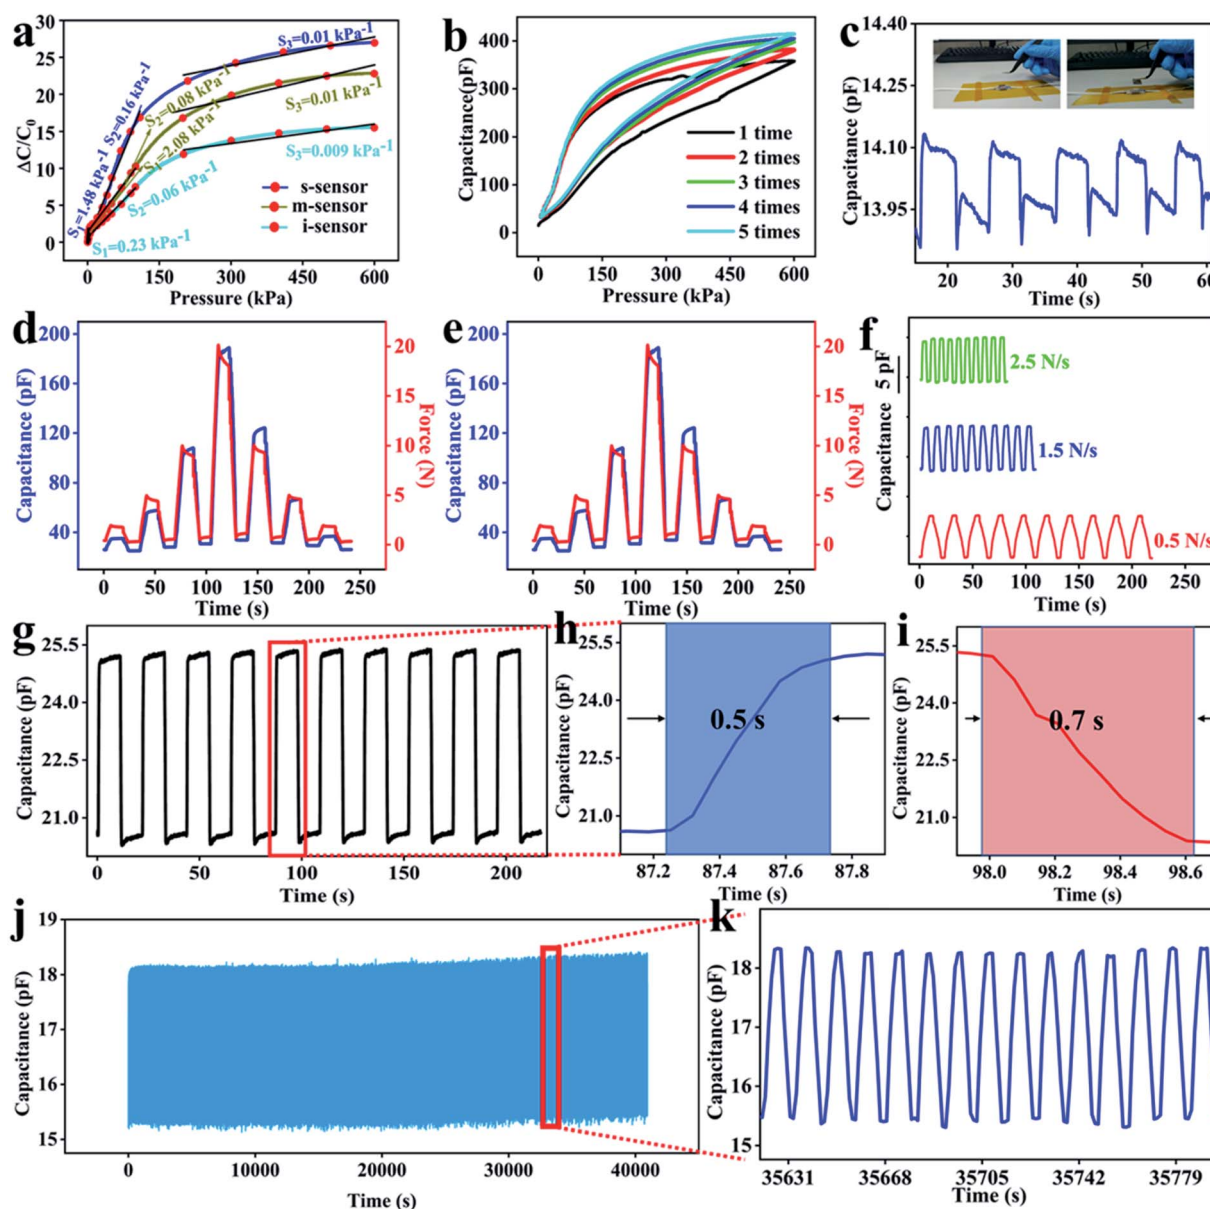 a
30
25
20
15
10
5
0
ΔC/C0
0
150
300
450
600
Pressure (kPa)
S1=1.48 kPa-1
S2=0.16 kPa-1
S3=0.01 kPa-1
S1=2.08 kPa-1
S2=0.08 kPa-1
S3=0.01 kPa-1
S1=0.23 kPa-1
S2=0.06 kPa-1
S3=0.009 kPa-1
s-sensor
m-sensor
i-sensor
b
400
300
200
100
0
Capacitance(pF)
0
150
300
450
600
Pressure (kPa)
1 time
2 times
3 times
4 times
5 times
c
14.40
14.25
14.10
13.95
Capacitance (pF)
20
30
40
50
60
Time (s)
d
200
160
120
80
40
Capacitance (pF)
20
15
10
5
0
Force (N)
0
50
100
150
200
250
Time (s)
e
200
160
120
80
40
Capacitance (pF)
20
15
10
5
0
Force (N)
0
50
100
150
200
250
Time (s)
f
Capacitance
5 pF
2.5 N/s
1.5 N/s
0.5 N/s
0
50
100
150
200
250
Time (s)
g
25.5
24.0
22.5
21.0
Capacitance (pF)
0
50
100
150
200
Time (s)
h
25.5
24.0
22.5
21.0
Capacitance (pF)
0.5 s
87.2
87.4
87.6
87.8
Time (s)
i
25.5
24.0
22.5
21.0
Capacitance (pF)
0.7 s
98.0
98.2
98.4
98.6
Time (s)
j
19
18
17
16
15
Capacitance (pF)
0
10000
20000
30000
40000
Time (s)
k
18
17
16
15
Capacitance (pF)
35631
35668
35705
35742
35779
Time (s)